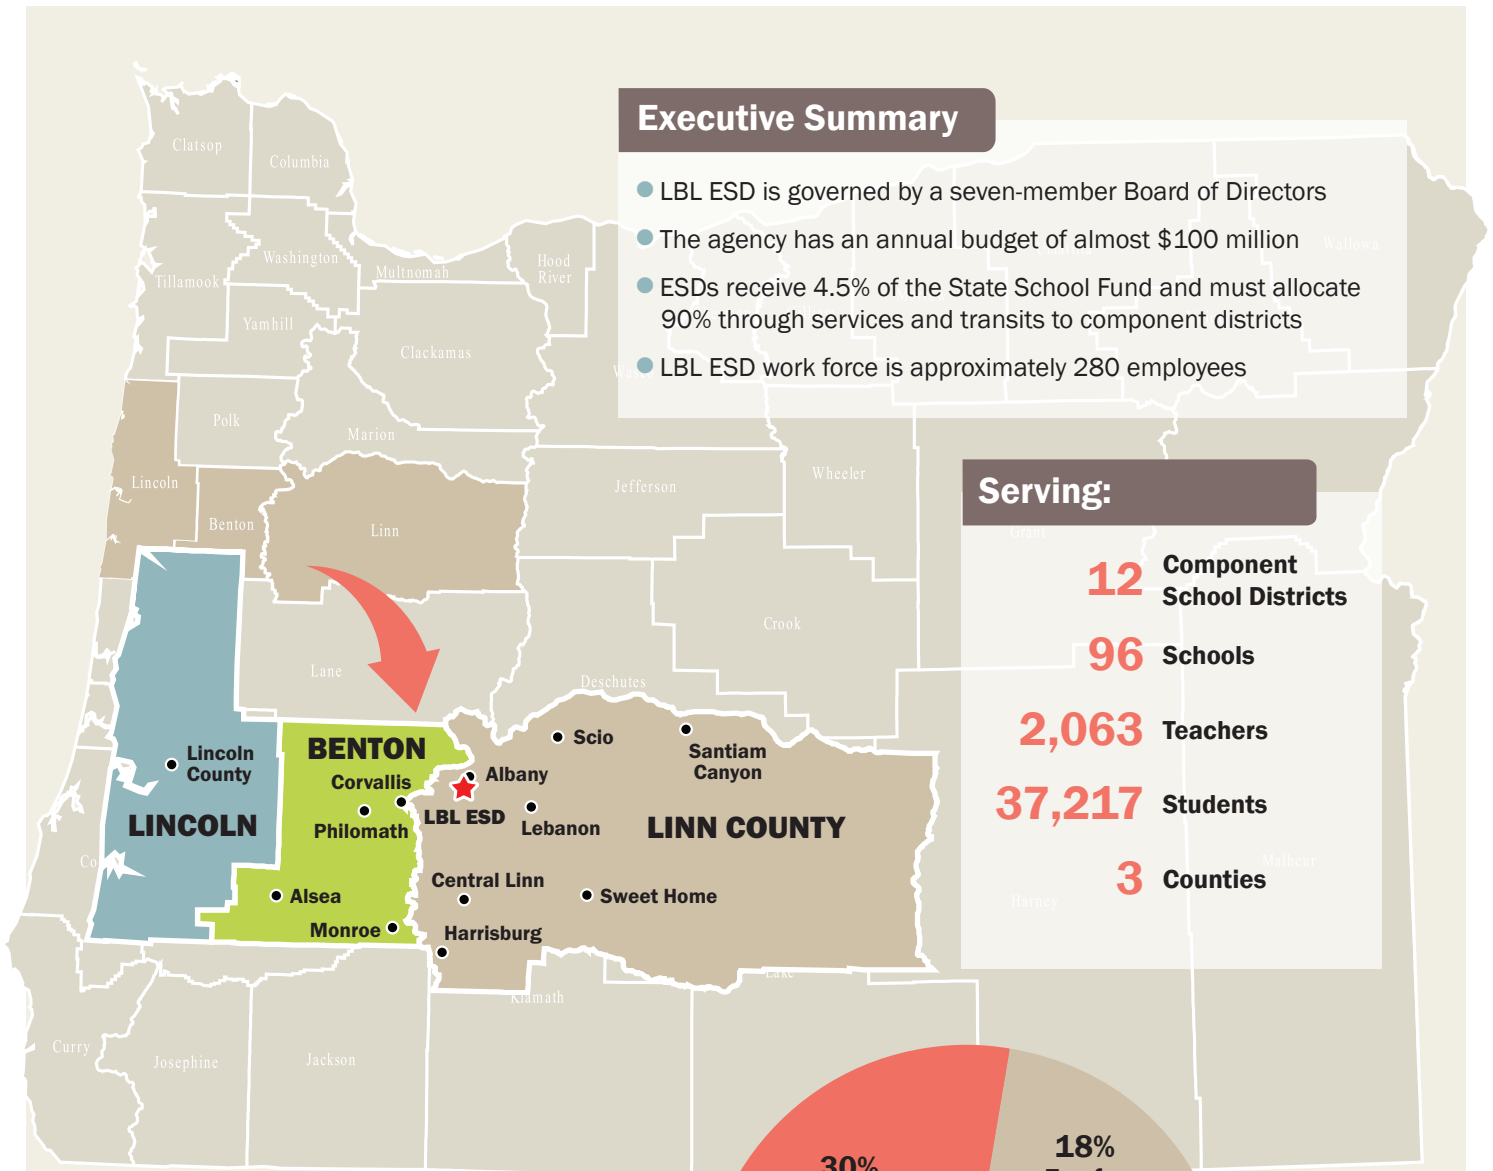 Executive Summary
LBL ESD is governed by a seven-member Board of Directors
The agency has an annual budget of almost $100 million
ESDs receive 4.5% of the State School Fund and must allocate
90% through services and transits to component districts
LBL ESD work force is approximately 280 employees
Serving:
12 Component
School Districts
96 Schools
2,063 Teachers
37,217 Students
3 Counties
Clatsop
Columbia
Washington
Multnomah
Hood
River
Tillamook
Yamhill
Clackamas
Wallowa
Polk
Marion
Lincoln
Benton
Linn
Jefferson
Wheeler
Grant
Lane
Crook
Deschutes
Malheur
Harney
Lake
Klamath
Curry
Josephine
Jackson
Lincoln
County
LINCOLN
BENTON
Corvallis
Philomath
Alsea
Monroe
Scio
Santiam
Canyon
Albany
LBL ESD
Lebanon
LINN COUNTY
Central Linn
Sweet Home
Harrisburg
30%
18%